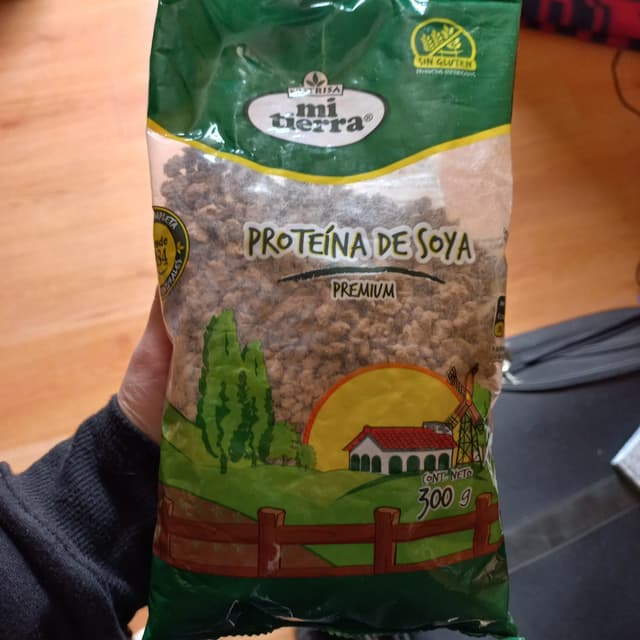 SIN GLUTEN
mi
tierra®
PROTEÍNA DE SOYA
PREMIUM
CONT. NETO
300 g